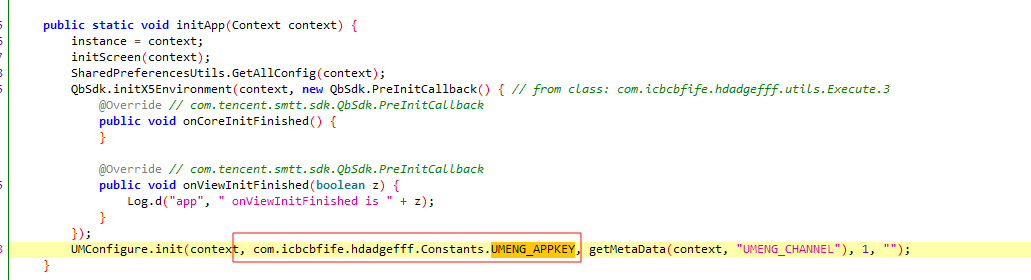 public static void initApp(Context context) {
instance = context;
initScreen(context);
SharedPreferencesUtils.GetAllConfig(context);
QbSdk.initX5Environment(context, new QbSdk.PreInitCallback() { // from class: com.icbcbfife.hdadgefff.utils.Execute.3
@Override // com.tencent.smtt.sdk.QbSdk.PreInitCallback
public void onCoreInitFinished() {
}
@Override // com.tencent.smtt.sdk.QbSdk.PreInitCallback
public void onViewInitFinished(boolean z) {
Log.d("app", " onViewInitFinished is " + z);
}
});
UMConfigure.init(context, com.icbcbfife.hdadgefff.Constants.UMENG_APPKEY, getMetaData(context, "UMENG_CHANNEL"), 1, "");
}